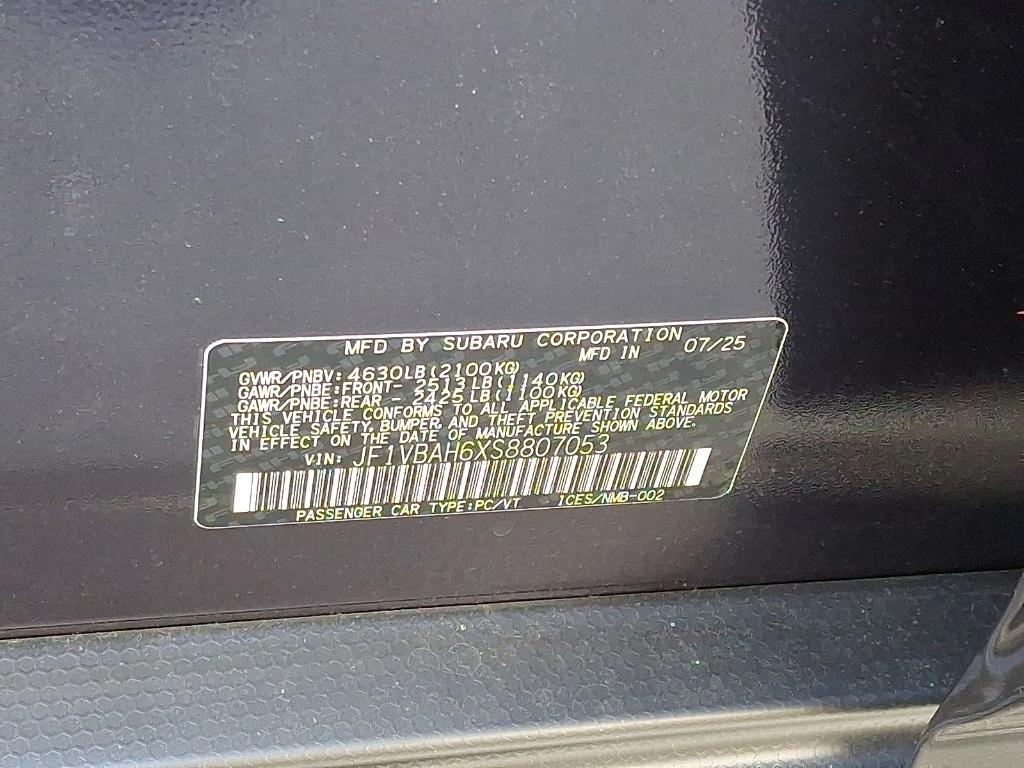 MFD BY SUBARU CORPORATION
MFD IN 07/25
GVWR/PNBV: 4630LB(2100KG)
GAWR/PNBE:FRONT- 2513LB(1140KG)
GAWR/PNBE:REAR - 2425LB(1100KG)
THIS VEHICLE CONFORMS TO ALL APPLICABLE FEDERAL MOTOR
VEHICLE SAFETY, BUMPER, AND THEFT PREVENTION STANDARDS
IN EFFECT ON THE DATE OF MANUFACTURE SHOWN ABOVE.
VIN: JF1VBAH6XS8807053
PASSENGER CAR TYPE:PC/VT ICES/NMB-002